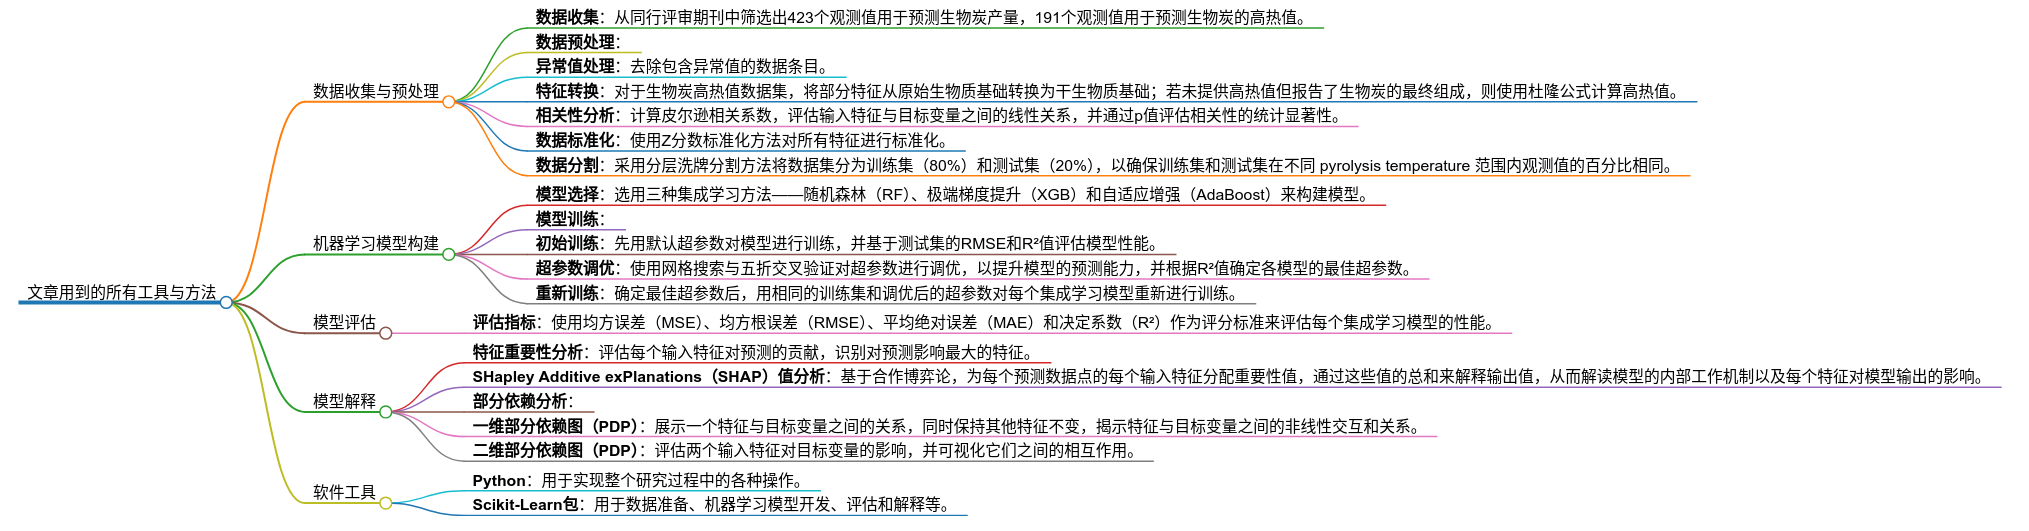 文章用到的所有工具与方法
数据收集与预处理
数据收集：从同行评审期刊中筛选出423个观测值用于预测生物炭产量，191个观测值用于预测生物炭的高热值。
数据预处理：
异常值处理：去除包含异常值的数据条目。
特征转换：对于生物炭高热值数据集，将部分特征从原始生物质基础转换为干生物质基础；若未提供高热值但报告了生物炭的最终组成，则使用杜隆公式计算高热值。
相关性分析：计算皮尔逊相关系数，评估输入特征与目标变量之间的线性关系，并通过p值评估相关性的统计显著性。
数据标准化：使用Z分数标准化方法对所有特征进行标准化。
数据分割：采用分层洗牌分割方法将数据集分为训练集（80%）和测试集（20%），以确保训练集和测试集在不同 pyrolysis temperature 范围内观测值的百分比相同。
机器学习模型构建
模型选择：选用三种集成学习方法——随机森林（RF）、极端梯度提升（XGB）和自适应增强（AdaBoost）来构建模型。
模型训练：
初始训练：先用默认超参数对模型进行训练，并基于测试集的RMSE和R²值评估模型性能。
超参数调优：使用网格搜索与五折交叉验证对超参数进行调优，以提升模型的预测能力，并根据R²值确定各模型的最佳超参数。
重新训练：确定最佳超参数后，用相同的训练集和调优后的超参数对每个集成学习模型重新进行训练。
模型评估
评估指标：使用均方误差（MSE）、均方根误差（RMSE）、平均绝对误差（MAE）和决定系数（R²）作为评分标准来评估每个集成学习模型的性能。
模型解释
特征重要性分析：评估每个输入特征对预测的贡献，识别对预测影响最大的特征。
SHapley Additive exPlanations（SHAP）值分析：基于合作博弈论，为每个预测数据点的每个输入特征分配重要性值，通过这些值的总和来解释输出值，从而解读模型的内部工作机制以及每个特征对模型输出的影响。
部分依赖分析：
一维部分依赖图（PDP）：展示一个特征与目标变量之间的关系，同时保持其他特征不变，揭示特征与目标变量之间的非线性交互和关系。
二维部分依赖图（PDP）：评估两个输入特征对目标变量的影响，并可视化它们之间的相互作用。
软件工具
Python：用于实现整个研究过程中的各种操作。
Scikit-Learn包：用于数据准备、机器学习模型开发、评估和解释等。